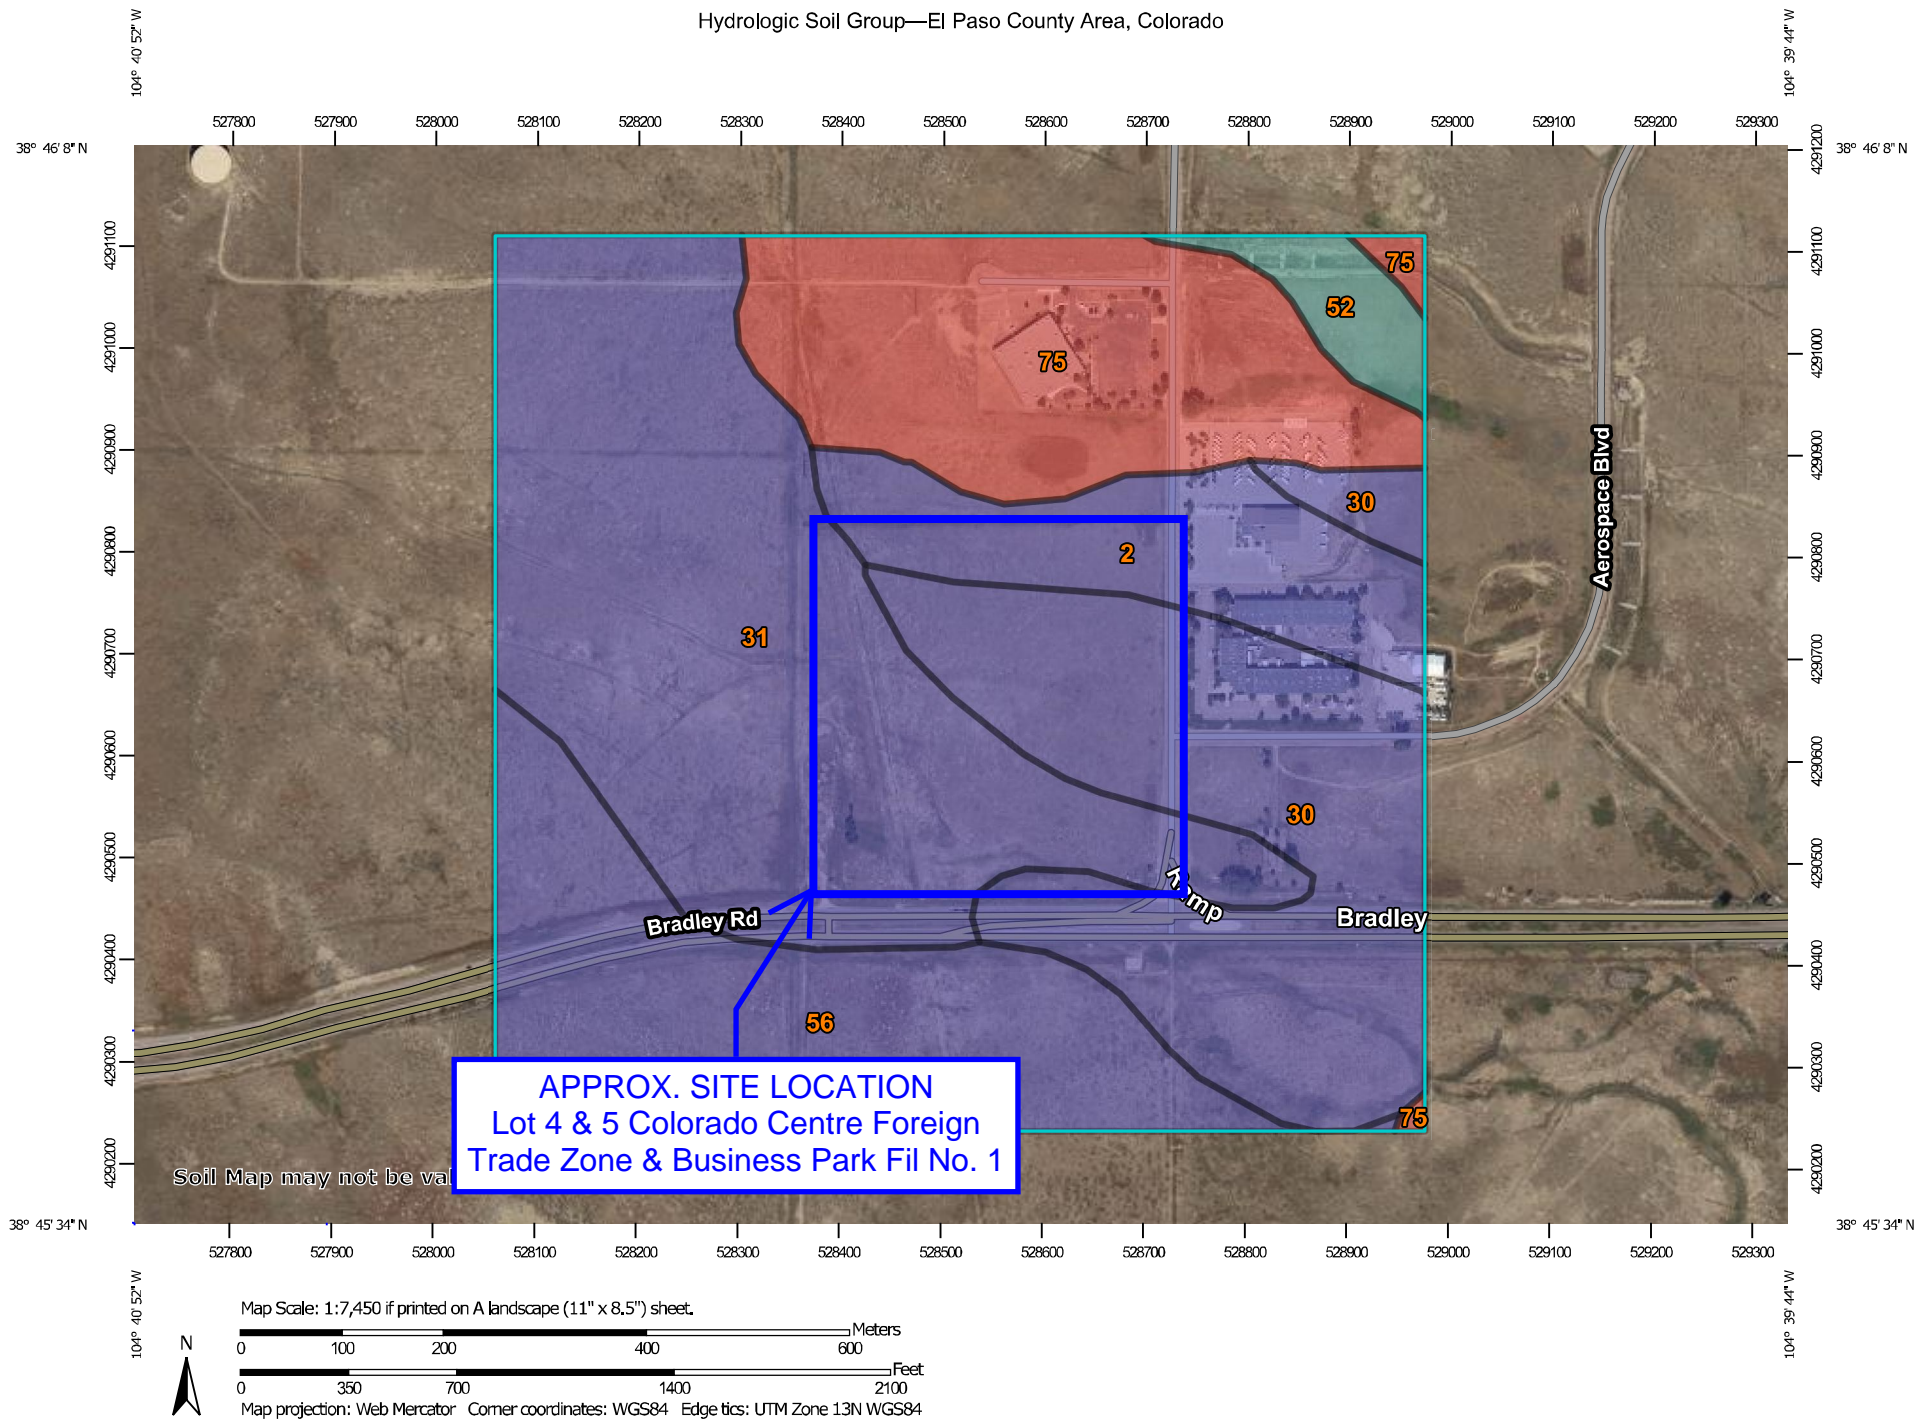 Hydrologic Soil Group—El Paso County Area, Colorado
104° 40' 52" W
104° 39' 44" W
527800 527900 528000 528100 528200 528300 528400 528500 528600 528700 528800 528900 529000 529100 529200 529300
38° 46' 8" N
38° 46' 8" N
4291200
4291100
4291100
4291000
4291000
4290900
4290900
4290800
4290800
4290700
4290700
4290600
4290600
4290500
4290500
4290400
4290400
4290300
4290300
4290200
4290200
75
52
75
30
2
31
30
56
75
Aerospace Blvd
Bradley Rd
Ramp
Bradley
APPROX. SITE LOCATION
Lot 4 & 5 Colorado Centre Foreign
Trade Zone & Business Park Fil No. 1
Soil Map may not be va
38° 45' 34" N
38° 45' 34" N
527800 527900 528000 528100 528200 528300 528400 528500 528600 528700 528800 528900 529000 529100 529200 529300
104° 40' 52" W
104° 39' 44" W
Map Scale: 1:7,450 if printed on A landscape (11" x 8.5") sheet.
Meters
0 100 200 400 600
Feet
0 350 700 1400 2100
N
Map projection: Web Mercator Corner coordinates: WGS84 Edge tics: UTM Zone 13N WGS84